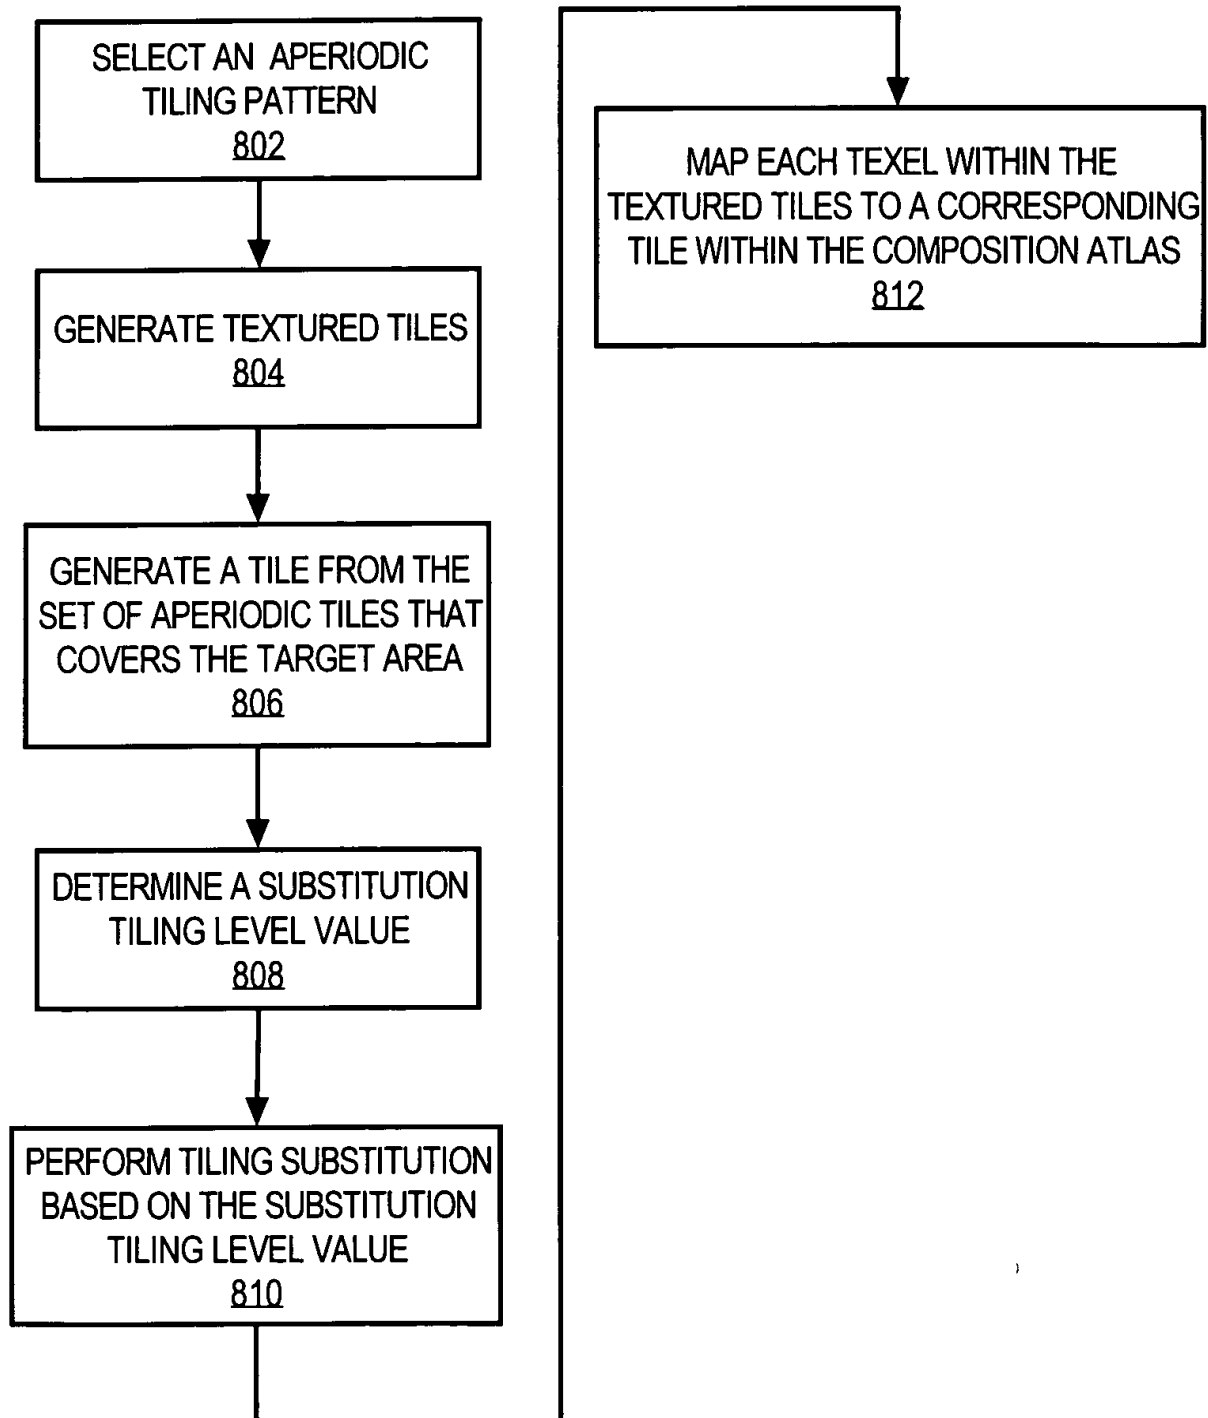 SELECT AN APERIODIC
TILING PATTERN
802
GENERATE TEXTURED TILES
804
GENERATE A TILE FROM THE
SET OF APERIODIC TILES THAT
COVERS THE TARGET AREA
806
DETERMINE A SUBSTITUTION
TILING LEVEL VALUE
808
PERFORM TILING SUBSTITUTION
BASED ON THE SUBSTITUTION
TILING LEVEL VALUE
810
MAP EACH TEXEL WITHIN THE
TEXTURED TILES TO A CORRESPONDING
TILE WITHIN THE COMPOSITION ATLAS
812